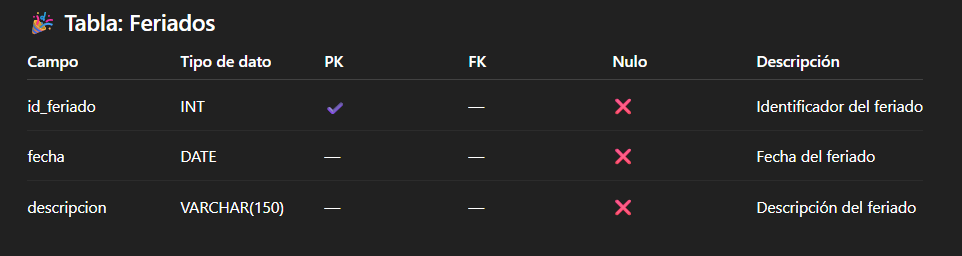 🎉 Tabla: Feriados
Campo Tipo de dato PK FK Nulo Descripción
id_feriado INT ✔ — ❌ Identificador del feriado
fecha DATE — — ❌ Fecha del feriado
descripcion VARCHAR(150) — — ❌ Descripción del feriado